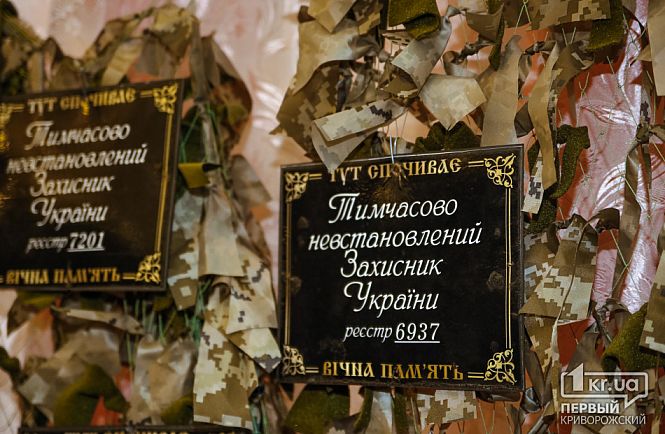 ТУТ СПОЧИВАЄ
Тимчасово
невстановлений
Захисник
України
реєстр 7201
ВІЧНА ПАМ'ЯТЬ
ТУТ СПОЧИВАЄ
Тимчасово
невстановлений
Захисник
України
реєстр 6937
ВІЧНА ПАМ'ЯТЬ
1kr.ua
ПЕРВЫЙ
КРИВОРОЖСКИЙ